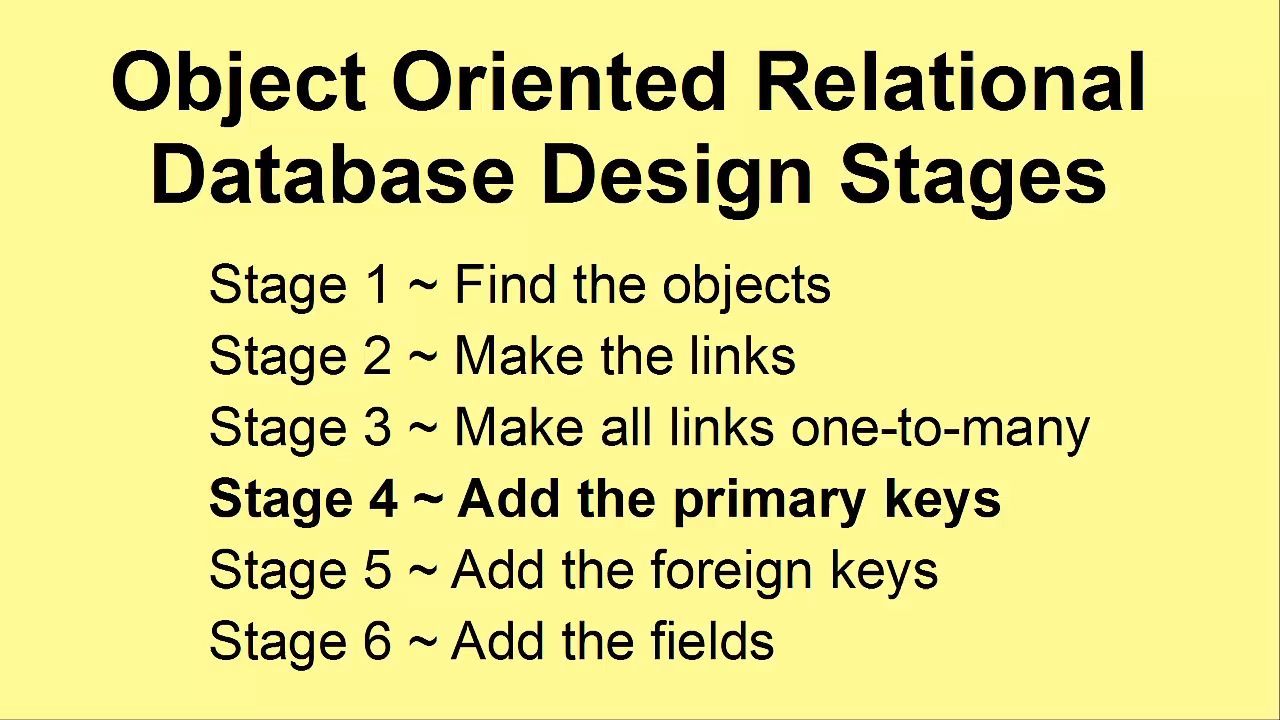 Object Oriented Relational
Database Design Stages
Stage 1 ~ Find the objects
Stage 2 ~ Make the links
Stage 3 ~ Make all links one-to-many
Stage 4 ~ Add the primary keys
Stage 5 ~ Add the foreign keys
Stage 6 ~ Add the fields